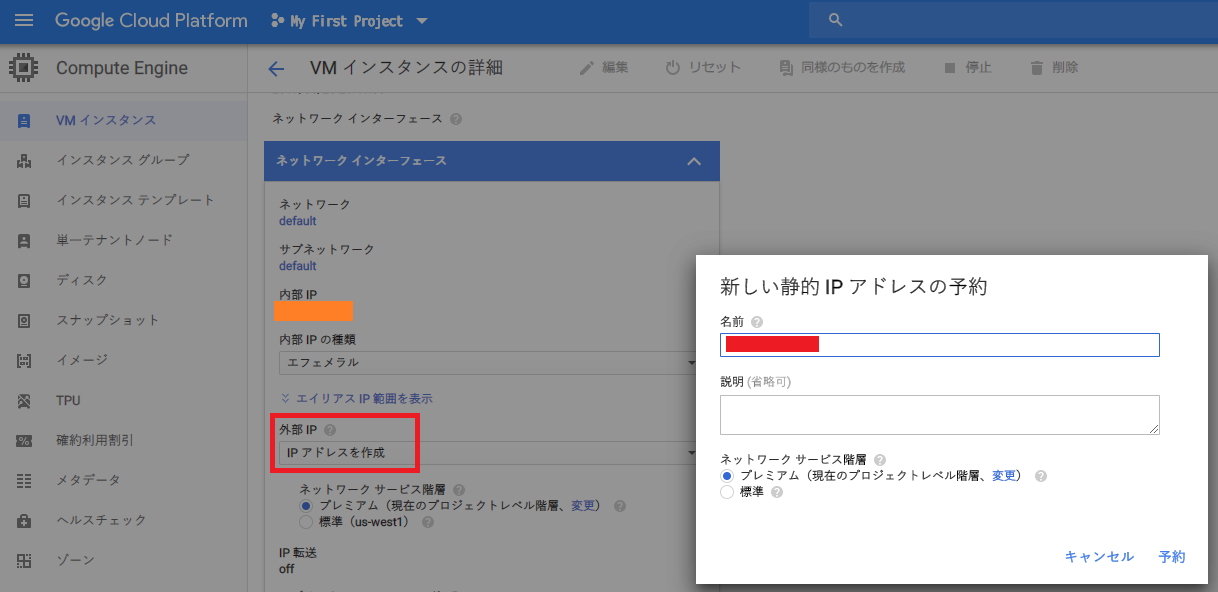 Google Cloud Platform
My First Project
Compute Engine
VM インスタンスの詳細
編集
リセット
同様のものを作成
停止
削除
VM インスタンス
インスタンス グループ
インスタンス テンプレート
単一テナントノード
ディスク
スナップショット
イメージ
TPU
確約利用割引
メタデータ
ヘルスチェック
ゾーン
ネットワーク インターフェース
ネットワーク インターフェース
ネットワーク
default
サブネットワーク
default
内部 IP
内部 IP の種類
エフェメラル
エイリアス IP 範囲を表示
外部 IP
IP アドレスを作成
ネットワーク サービス階層
プレミアム（現在のプロジェクトレベル階層、変更）
標準（us-west1）
IP 転送
off
新しい静的 IP アドレスの予約
名前
説明 (省略可)
ネットワーク サービス階層
プレミアム（現在のプロジェクトレベル階層、変更）
標準
キャンセル
予約